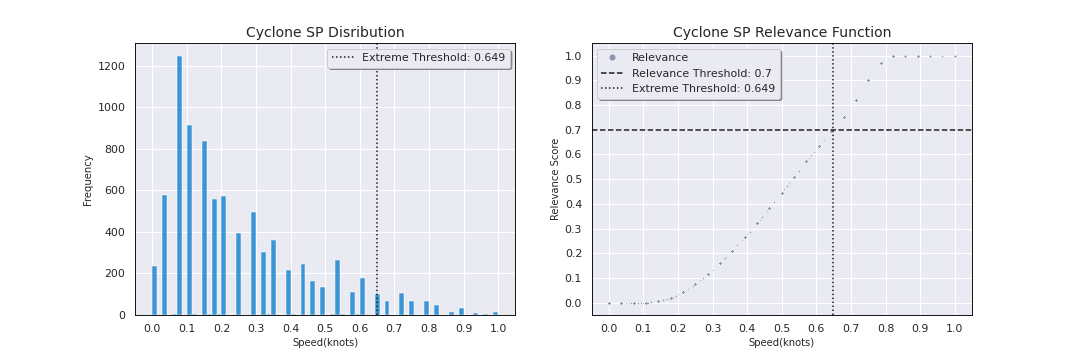 Cyclone SP Disribution
Extreme Threshold: 0.649
Frequency
1200
1000
800
600
400
200
0
0.0 0.1 0.2 0.3 0.4 0.5 0.6 0.7 0.8 0.9 1.0
Speed(knots)
Cyclone SP Relevance Function
Relevance
Relevance Threshold: 0.7
Extreme Threshold: 0.649
Relevance Score
1.0
0.9
0.8
0.7
0.6
0.5
0.4
0.3
0.2
0.1
0.0
0.0 0.1 0.2 0.3 0.4 0.5 0.6 0.7 0.8 0.9 1.0
Speed(knots)